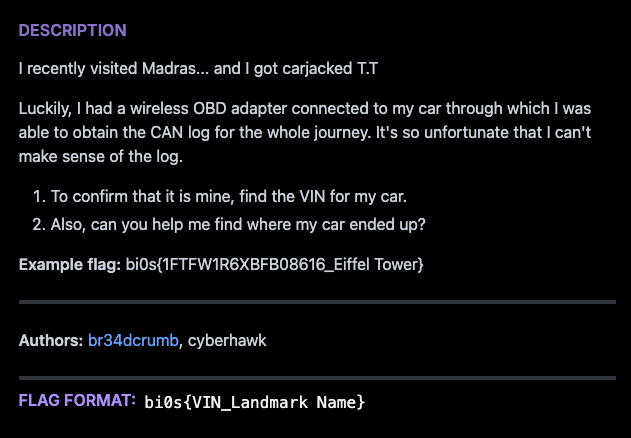 DESCRIPTION
I recently visited Madras... and I got carjacked T.T
Luckily, I had a wireless OBD adapter connected to my car through which I was
able to obtain the CAN log for the whole journey. It's so unfortunate that I can't
make sense of the log.
1. To confirm that it is mine, find the VIN for my car.
2. Also, can you help me find where my car ended up?
Example flag: bi0s{1FTFW1R6XBFB08616_Eiffel Tower}
Authors: br34dcrumb, cyberhawk
FLAG FORMAT: bi0s{VIN_Landmark Name}